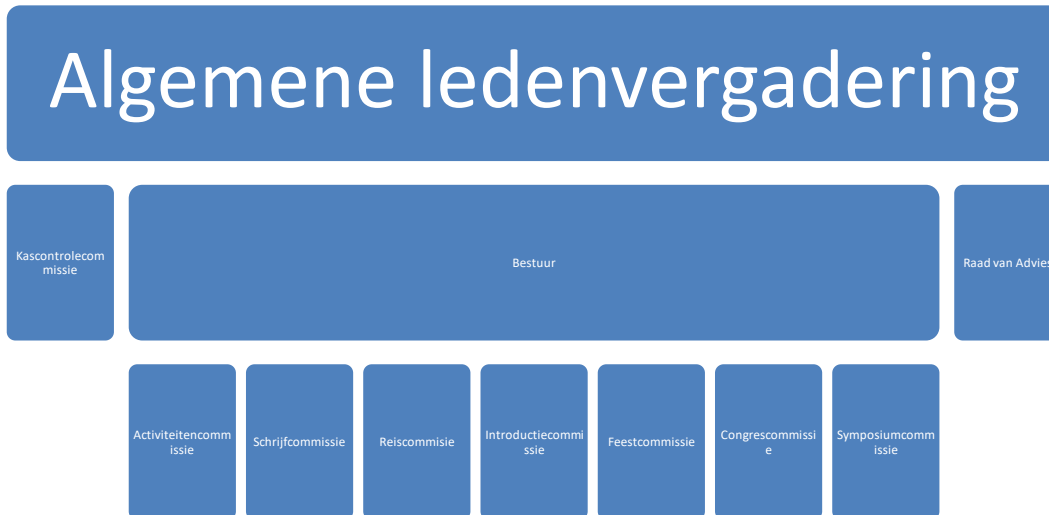 Algemene ledenvergadering
Kascontrolecom
missie
Bestuur
Raad van Advies
Activiteitencomm
issie
Schrijfcommissie
Reiscommisie
Introductiecommi
ssie
Feestcommissie
Congrescommissi
e
Symposiumcomm
issie